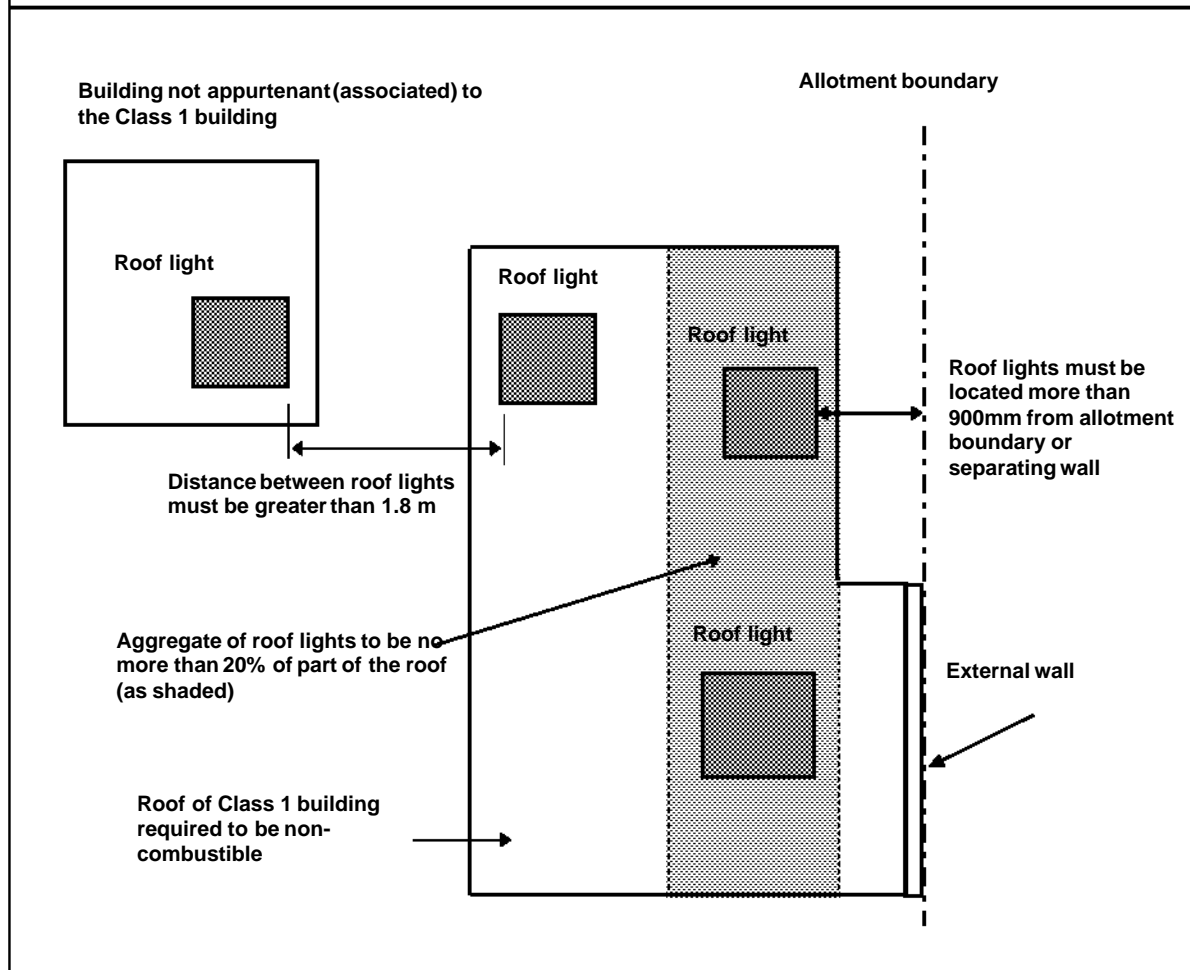 Building not appurtenant (associated) to
the Class 1 building
Allotment boundary
Roof light
Roof light
Roof light
Roof lights must be
located more than
900mm from allotment
boundary or
separating wall
Distance between roof lights
must be greater than 1.8 m
Aggregate of roof lights to be no
more than 20% of part of the roof
(as shaded)
Roof light
External wall
Roof of Class 1 building
required to be non-
combustible